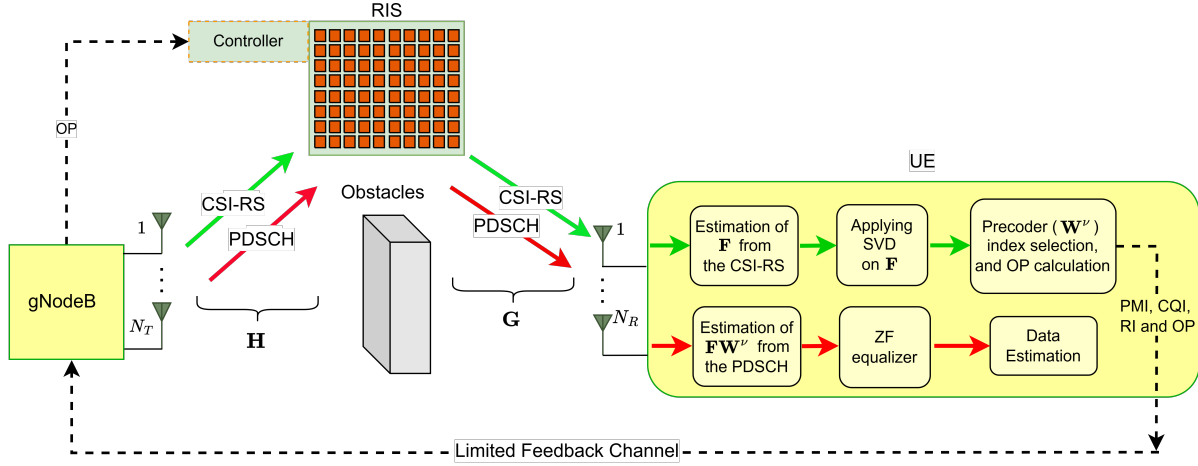 RIS
Controller
OP
CSI-RS
PDSCH
Obstacles
CSI-RS
PDSCH
UE
1
N_T
gNodeB
H
G
1
N_R
Estimation of
F from
the CSI-RS
Applying
SVD
on F
Precoder (W^ν)
index selection,
and OP calculation
PMI, CQI,
RI and OP
Estimation of
FW^ν from
the PDSCH
ZF
equalizer
Data
Estimation
Limited Feedback Channel